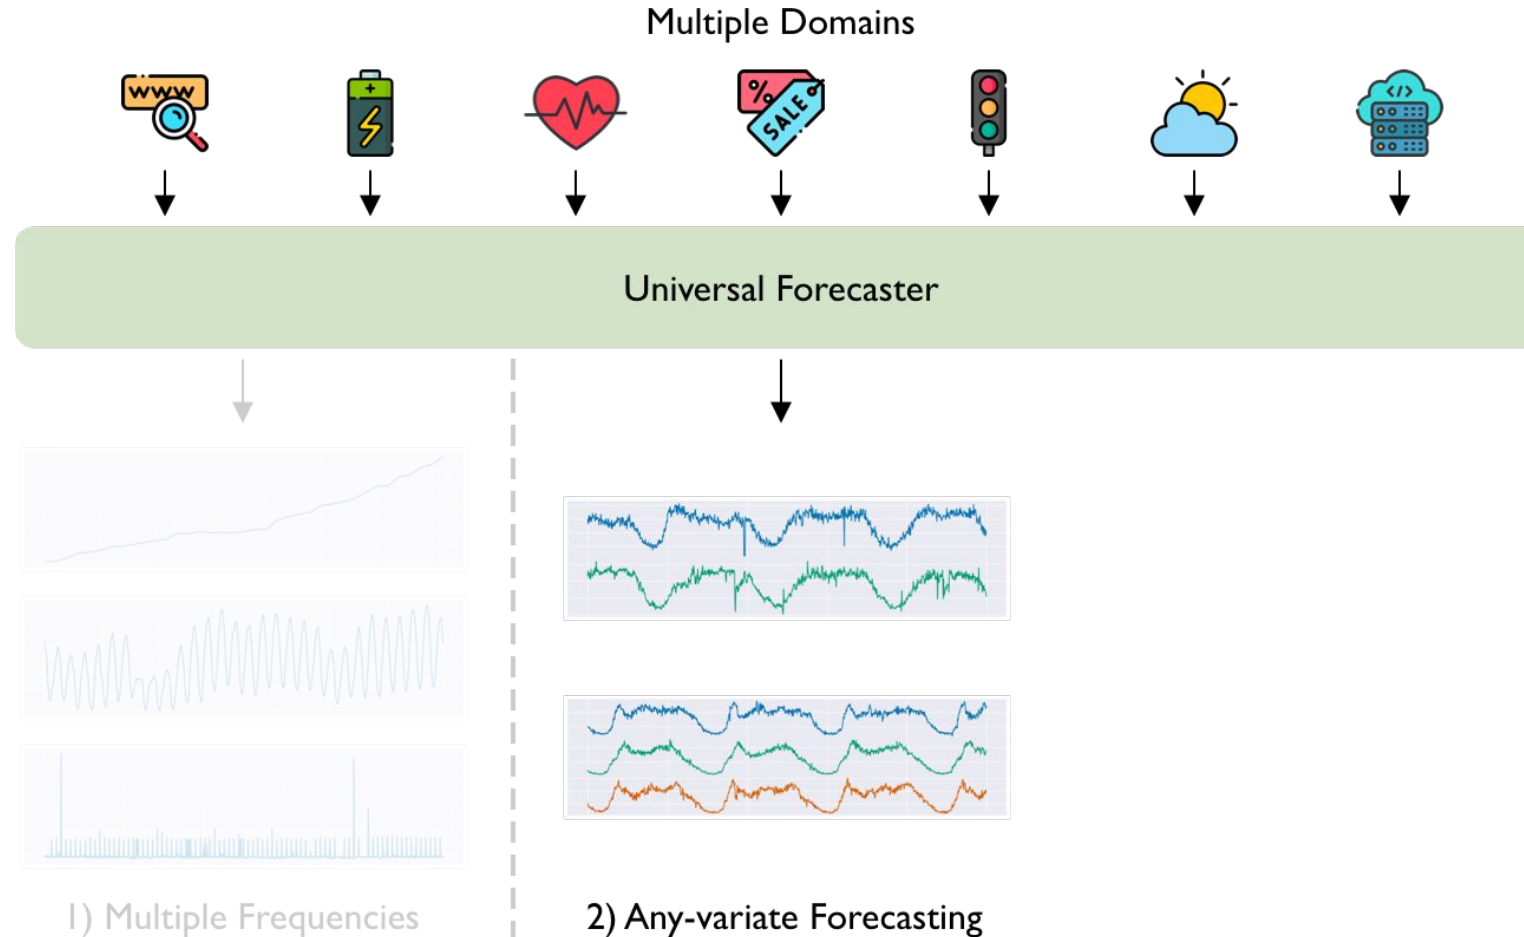 Multiple Domains
www
%
SALE
</>
Universal Forecaster
1) Multiple Frequencies
2) Any-variate Forecasting